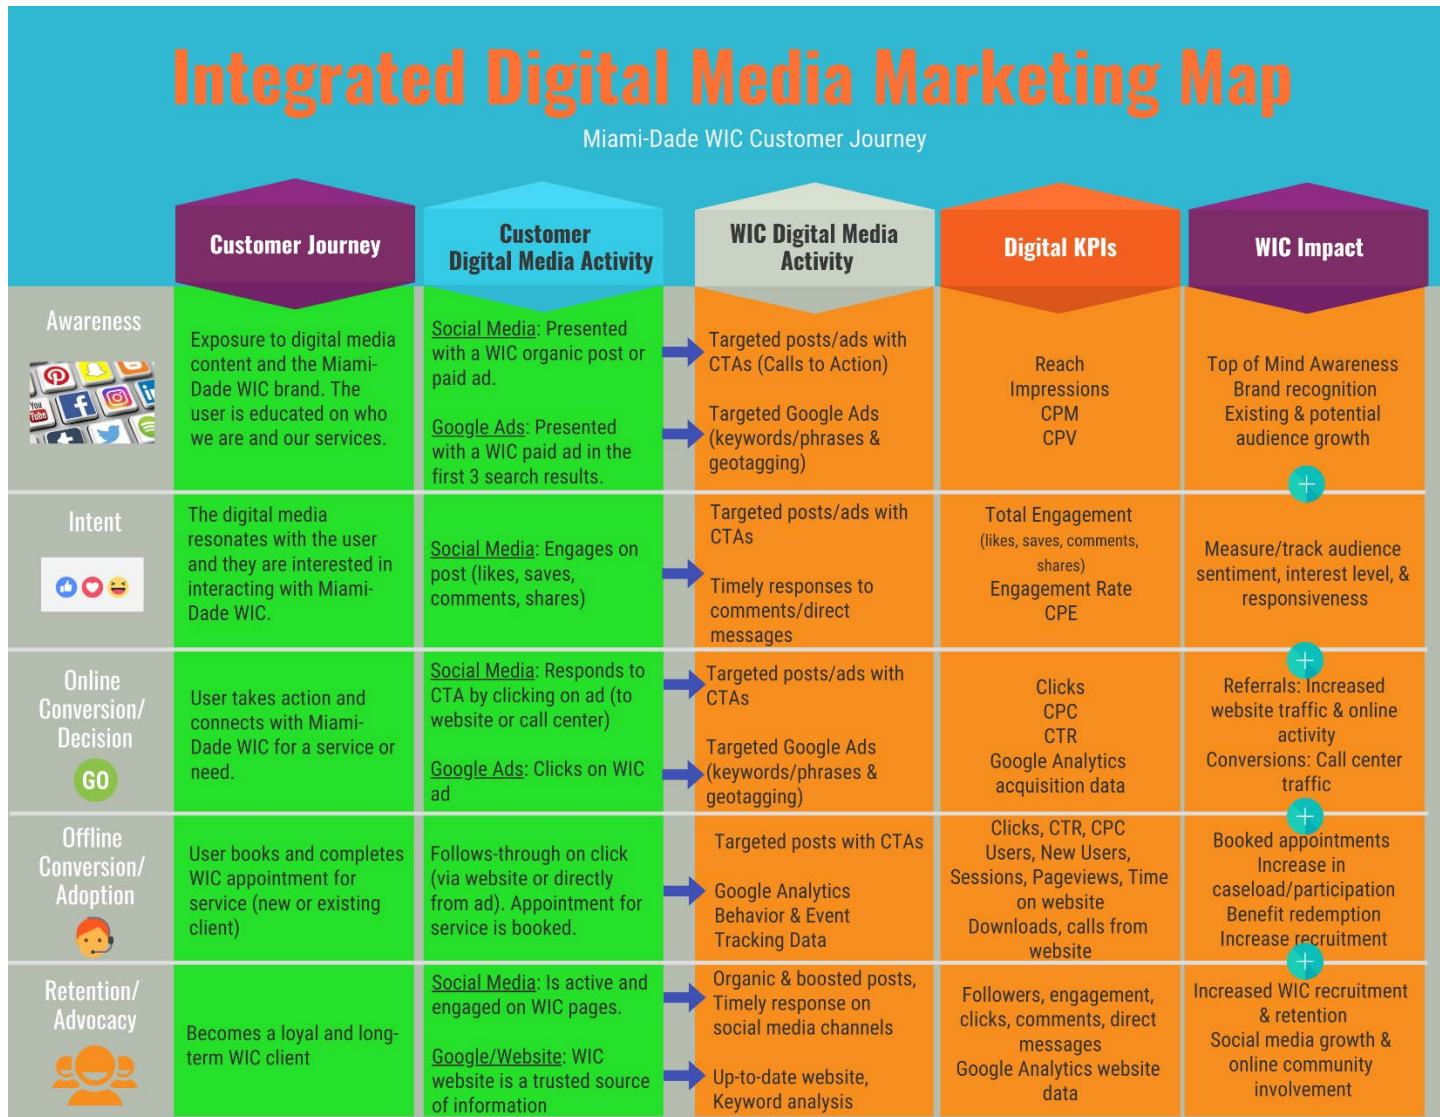 Integrated Digital Media Marketing Map
Miami-Dade WIC Customer Journey
Customer Journey
Customer
Digital Media Activity
WIC Digital Media
Activity
Digital KPIs
WIC Impact
Awareness
You
Tube
Exposure to digital media
content and the Miami-
Dade WIC brand. The
user is educated on who
we are and our services.
Social Media: Presented
with a WIC organic post or
paid ad.
Google Ads: Presented
with a WIC paid ad in the
first 3 search results.
Targeted posts/ads with
CTAs (Calls to Action)
Targeted Google Ads
(keywords/phrases &
geotagging)
Reach
Impressions
CPM
CPV
Top of Mind Awareness
Brand recognition
Existing & potential
audience growth
Intent
The digital media
resonates with the user
and they are interested in
interacting with Miami-
Dade WIC.
Social Media: Engages on
post (likes, saves,
comments, shares)
Targeted posts/ads with
CTAs
Timely responses to
comments/direct
messages
Total Engagement
(likes, saves, comments,
shares)
Engagement Rate
CPE
Measure/track audience
sentiment, interest level, &
responsiveness
Online
Conversion/
Decision
GO
User takes action and
connects with Miami-
Dade WIC for a service or
need.
Social Media: Responds to
CTA by clicking on ad (to
website or call center)
Google Ads: Clicks on WIC
ad
Targeted posts/ads with
CTAs
Targeted Google Ads
(keywords/phrases &
geotagging)
Clicks
CPC
CTR
Google Analytics
acquisition data
Referrals: Increased
website traffic & online
activity
Conversions: Call center
traffic
Offline
Conversion/
Adoption
User books and completes
WIC appointment for
service (new or existing
client)
Follows-through on click
(via website or directly
from ad). Appointment for
service is booked.
Targeted posts with CTAs
Google Analytics
Behavior & Event
Tracking Data
Clicks, CTR, CPC
Users, New Users,
Sessions, Pageviews, Time
on website
Downloads, calls from
website
Booked appointments
Increase in
caseload/participation
Benefit redemption
Increase recruitment
Retention/
Advocacy
Becomes a loyal and long-
term WIC client
Social Media: Is active and
engaged on WIC pages.
Google/Website: WIC
website is a trusted source
of information
Organic & boosted posts,
Timely response on
social media channels
Up-to-date website,
Keyword analysis
Followers, engagement,
clicks, comments, direct
messages
Google Analytics website
data
Increased WIC recruitment
& retention
Social media growth &
online community
involvement